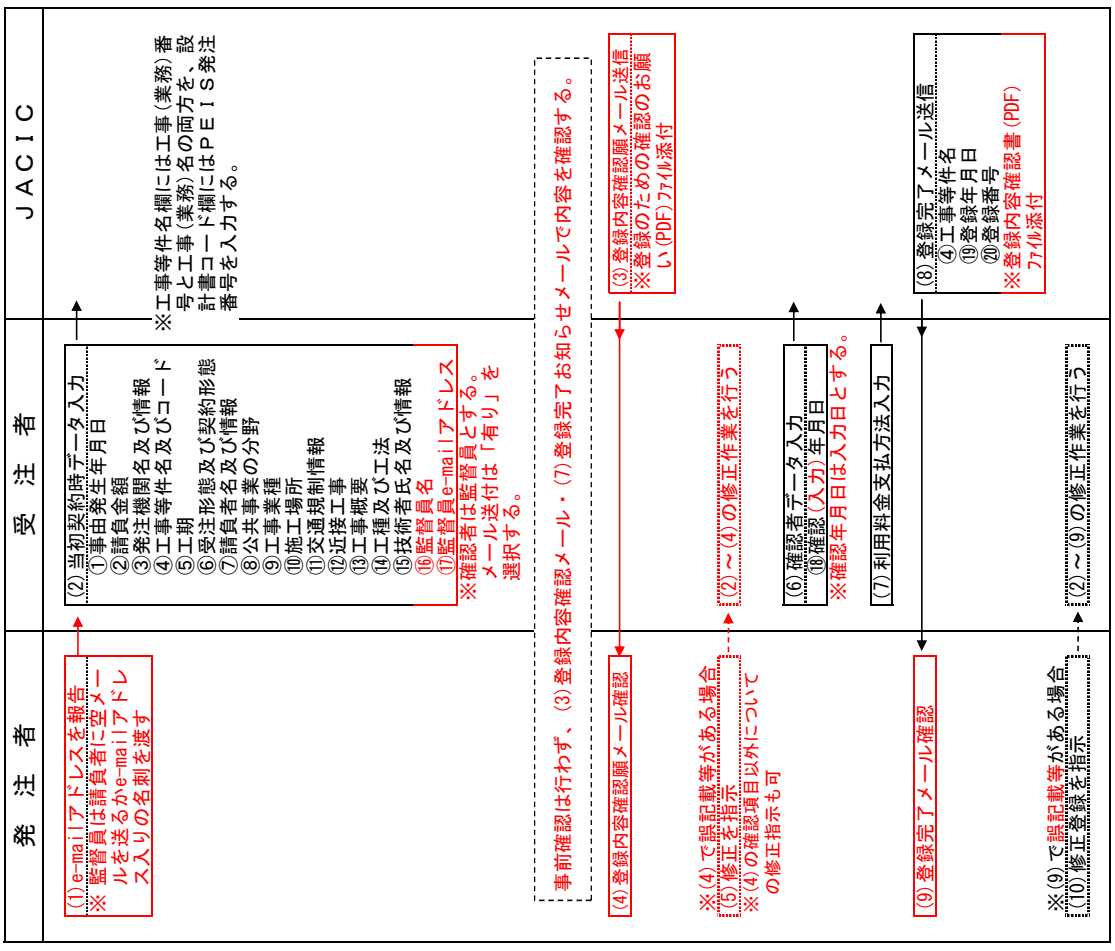 発　注　者
受　注　者
ＪＡＣＩＣ
(1)e-mailアドレスを報告
※ 監督員は請負者に空メー
ルを送るかe-mailアドレ
ス入りの名刺を渡す
(2)当初契約時データ入力
①事由発生年月日
②請負金額
③発注機関名及び情報
④工事等件名及びコード
⑤工期
⑥受注形態及び契約形態
⑦請負者名及び情報
⑧公共事業の分野
⑨工事業種
⑩施工場所
⑪交通規制情報
⑫近接工事
⑬工事概要
⑭工種及び工法
⑮技術者氏名及び情報
⑯監督員名
⑰監督員e-mailアドレス
※確認者は監督員とする。
メール送付は「有り」を
選択する。
※工事等件名欄には工事(業務)番
号と工事(業務)名の両方を、設
計書コード欄にはＰＥＩＳ発注
番号を入力する。
事前確認は行わず、(3)登録内容確認メール・(7)登録完了お知らせメールで内容を確認する。
(3)登録内容確認願メール送信
※登録のための確認のお願
い(PDF)ファイル添付
(4)登録内容確認願メール確認
※(4)で誤記載等がある場合
(5)修正を指示
※(4)の確認項目以外について
の修正指示も可
(2)～(4)の修正作業を行う
(6)確認者データ入力
⑱確認(入力)年月日
※確認年月日は入力日とする。
(7)利用料金支払方法入力
(8)登録完了メール送信
④工事等件名
⑲登録年月日
⑳登録番号
※登録内容確認書(PDF)
ファイル添付
(9)登録完了メール確認
※(9)で誤記載等がある場合
(10)修正登録を指示
(2)～(9)の修正作業を行う